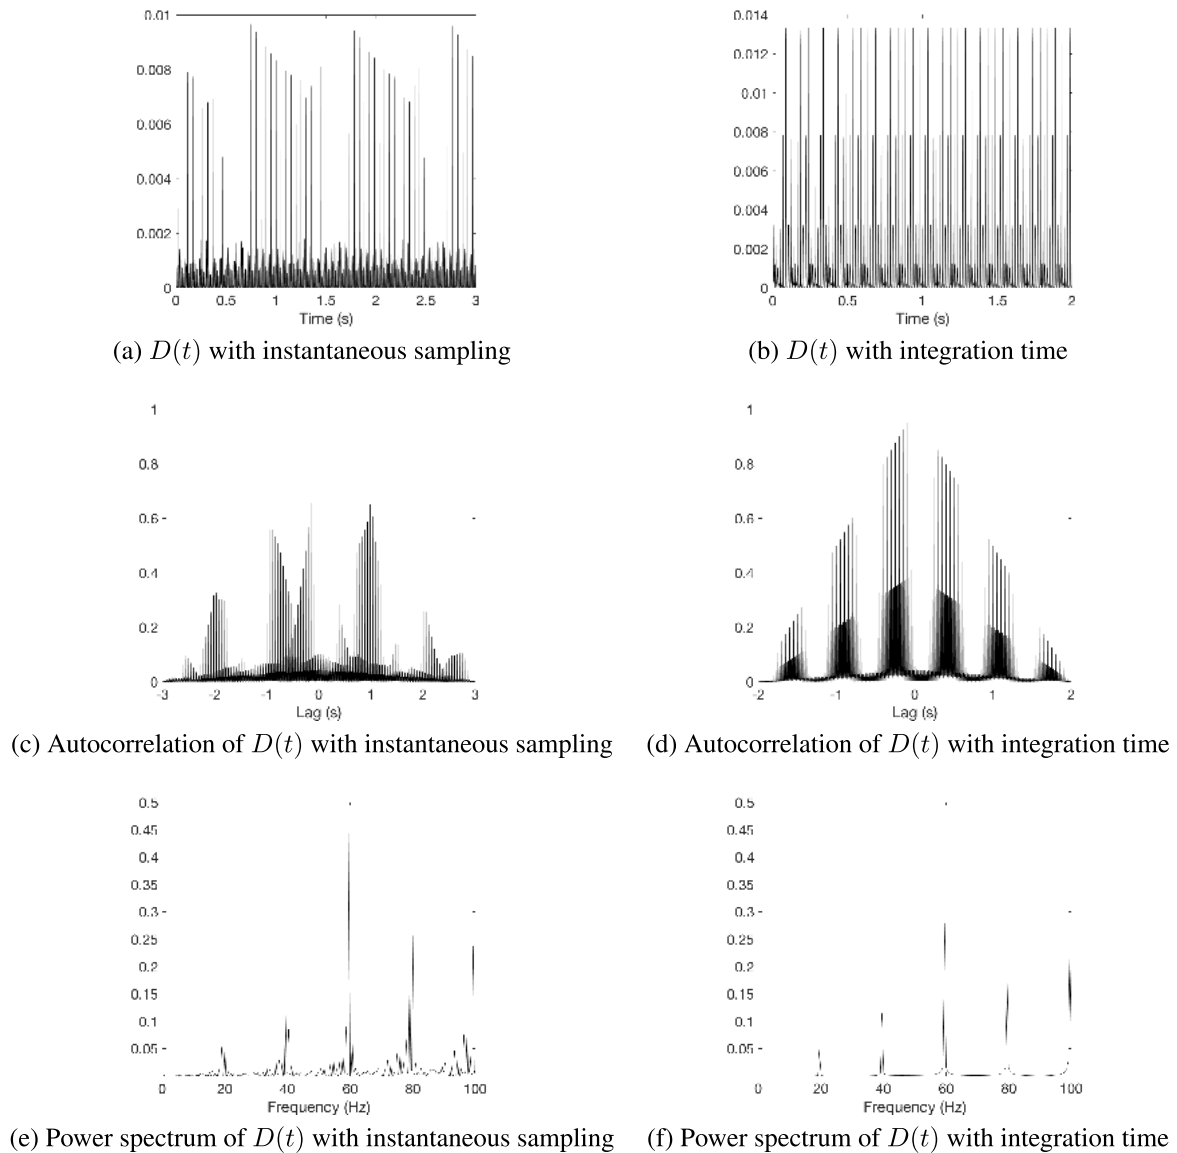 0.01
0.008
0.006
0.004
0.002
0
0 0.5 1 1.5 2 2.5 3
Time (s)
(a) D(t) with instantaneous sampling
0.014
0.012
0.01
0.008
0.006
0.004
0.002
0
0 0.5 1 1.5 2
Time (s)
(b) D(t) with integration time
1
0.8
0.6
0.4
0.2
0
-3 -2 -1 0 1 2 3
Lag (s)
(c) Autocorrelation of D(t) with instantaneous sampling
1
0.8
0.6
0.4
0.2
0
-2 -1 0 1 2
Lag (s)
(d) Autocorrelation of D(t) with integration time
0.5
0.45
0.4
0.35
0.3
0.25
0.2
0.15
0.1
0.05
0 20 40 60 80 100
Frequency (Hz)
(e) Power spectrum of D(t) with instantaneous sampling
0.5
0.45
0.4
0.35
0.3
0.25
0.2
0.15
0.1
0.05
0 20 40 60 80 100
Frequency (Hz)
(f) Power spectrum of D(t) with integration time